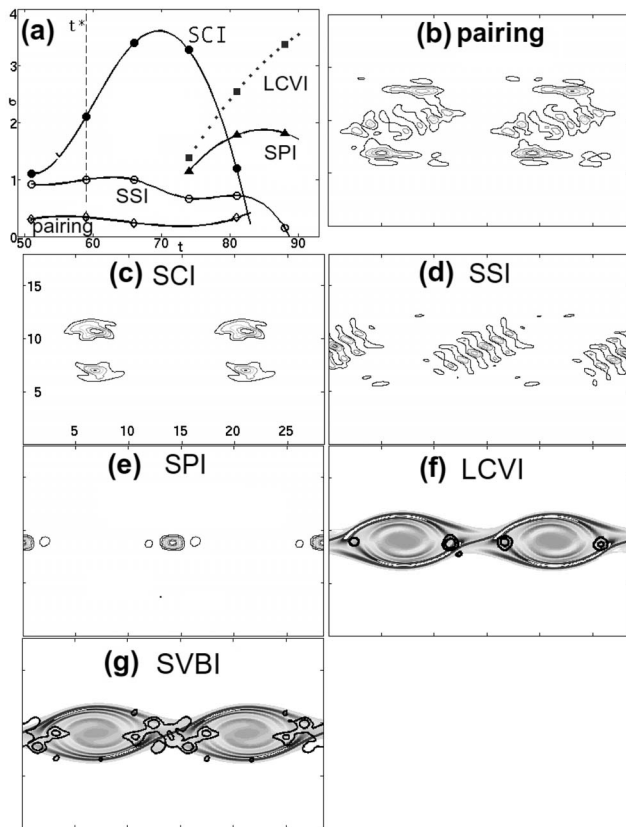 (a)
t*
SCI
LCVI
SPI
SSI
pairing
σ
4
3
2
1
0
50 60 70 80 90
t
(b) pairing
(c) SCI
15
10
5
5 10 15 20 25
(d) SSI
(e) SPI
(f) LCVI
(g) SVBI